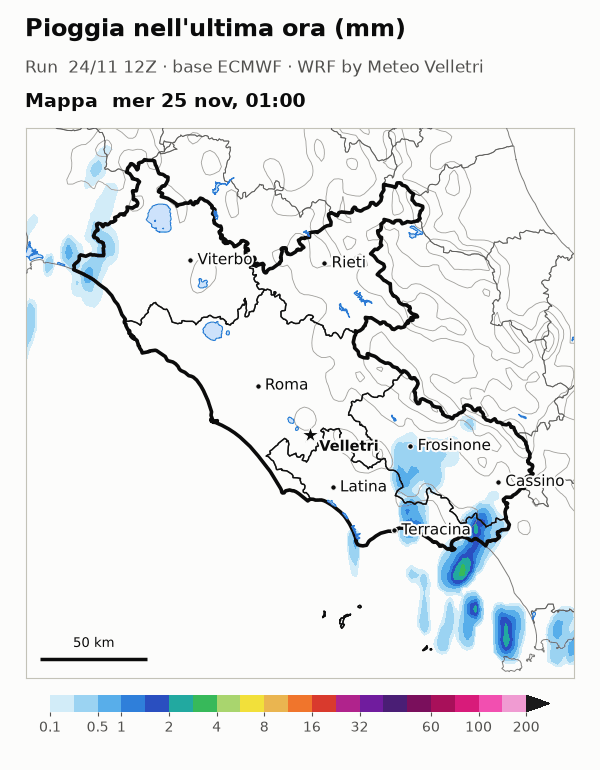 Pioggia nell'ultima ora (mm)
Run  24/11 12Z · base ECMWF · WRF by Meteo Velletri
Mappa  mer 25 nov, 01:00
Viterbo
Rieti
Roma
Velletri
Frosinone
Latina
Cassino
Terracina
50 km
0.1 0.5 1 2 4 8 16 32 60 100 200